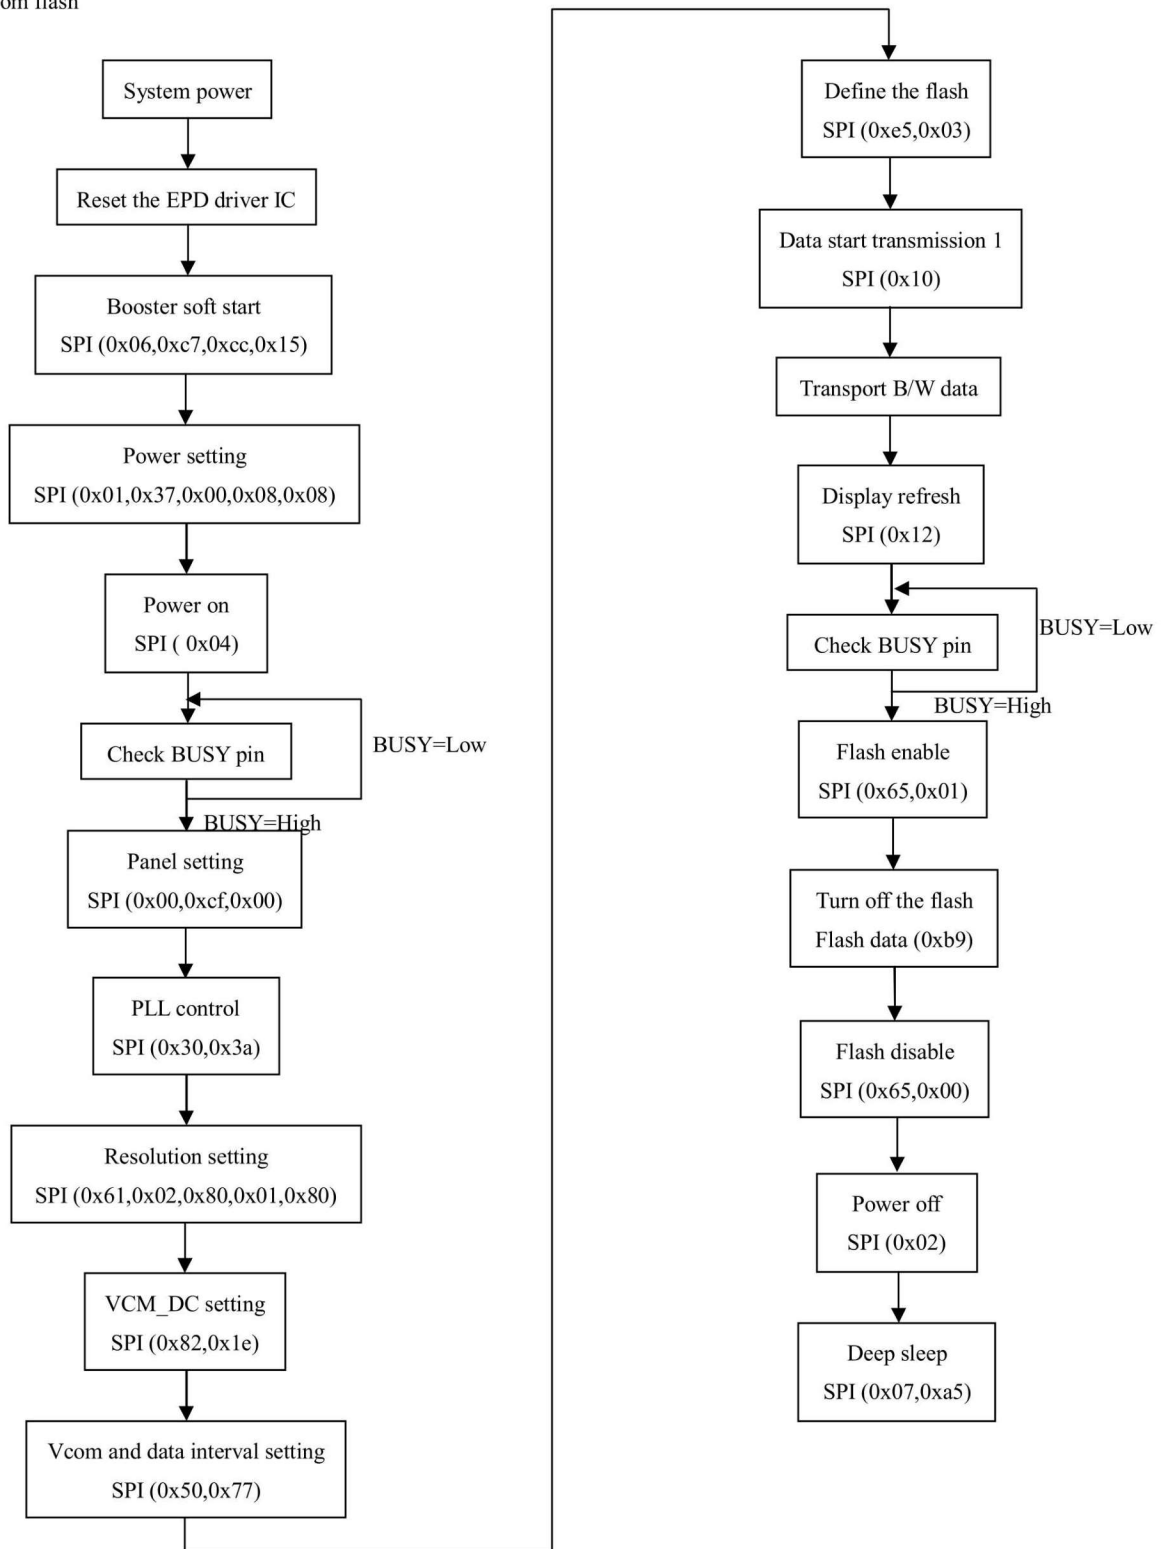 om flash
System power
Reset the EPD driver IC
Booster soft start
SPI (0x06,0xc7,0xcc,0x15)
Power setting
SPI (0x01,0x37,0x00,0x08,0x08)
Power on
SPI ( 0x04)
Check BUSY pin
BUSY=Low
BUSY=High
Panel setting
SPI (0x00,0xcf,0x00)
PLL control
SPI (0x30,0x3a)
Resolution setting
SPI (0x61,0x02,0x80,0x01,0x80)
VCM_DC setting
SPI (0x82,0x1e)
Vcom and data interval setting
SPI (0x50,0x77)
Define the flash
SPI (0xe5,0x03)
Data start transmission 1
SPI (0x10)
Transport B/W data
Display refresh
SPI (0x12)
Check BUSY pin
BUSY=Low
BUSY=High
Flash enable
SPI (0x65,0x01)
Turn off the flash
Flash data (0xb9)
Flash disable
SPI (0x65,0x00)
Power off
SPI (0x02)
Deep sleep
SPI (0x07,0xa5)